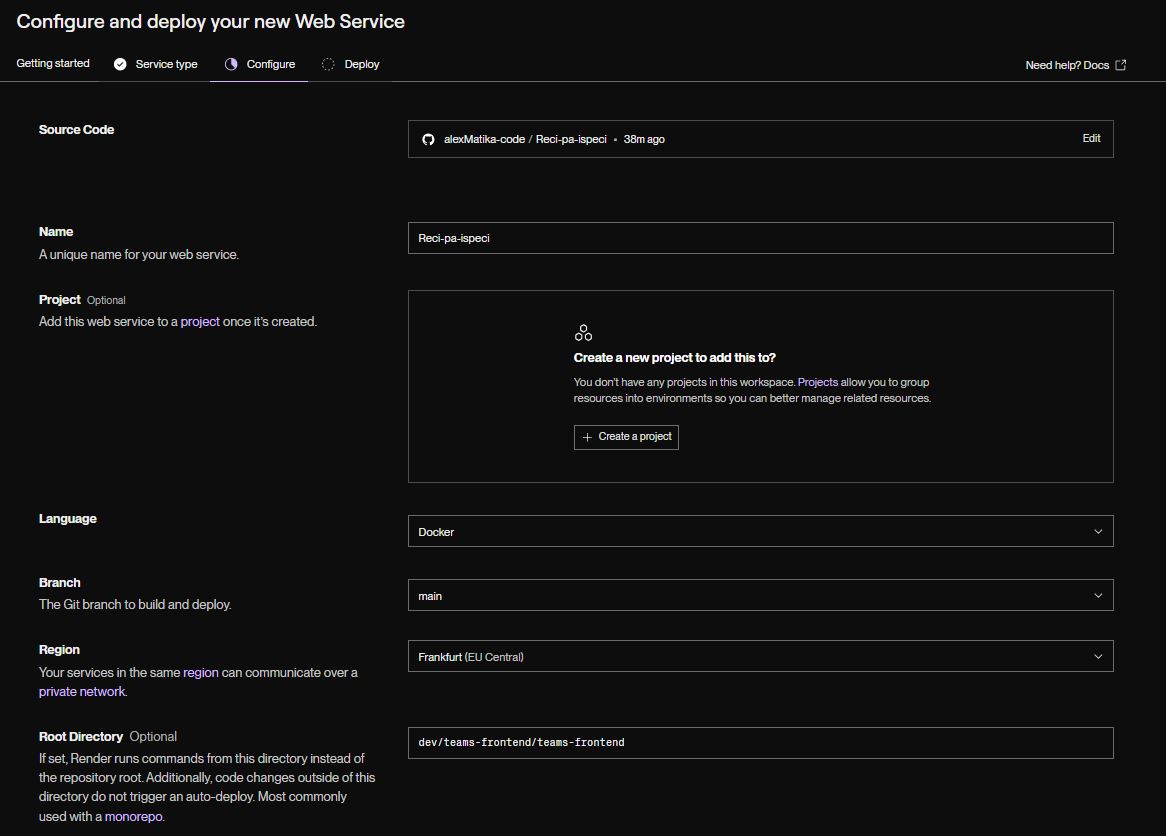 Configure and deploy your new Web Service
Getting started
Service type
Configure
Deploy
Need help? Docs
Source Code
alexMatika-code / Reci-pa-ispeci • 38m ago
Edit
Name
A unique name for your web service.
Reci-pa-ispeci
Project Optional
Add this web service to a project once it's created.
Create a new project to add this to?
You don't have any projects in this workspace. Projects allow you to group
resources into environments so you can better manage related resources.
+ Create a project
Language
Docker
Branch
The Git branch to build and deploy.
main
Region
Your services in the same region can communicate over a
private network.
Frankfurt (EU Central)
Root Directory Optional
If set, Render runs commands from this directory instead of
the repository root. Additionally, code changes outside of this
directory do not trigger an auto-deploy. Most commonly
used with a monorepo.
dev/teams-frontend/teams-frontend